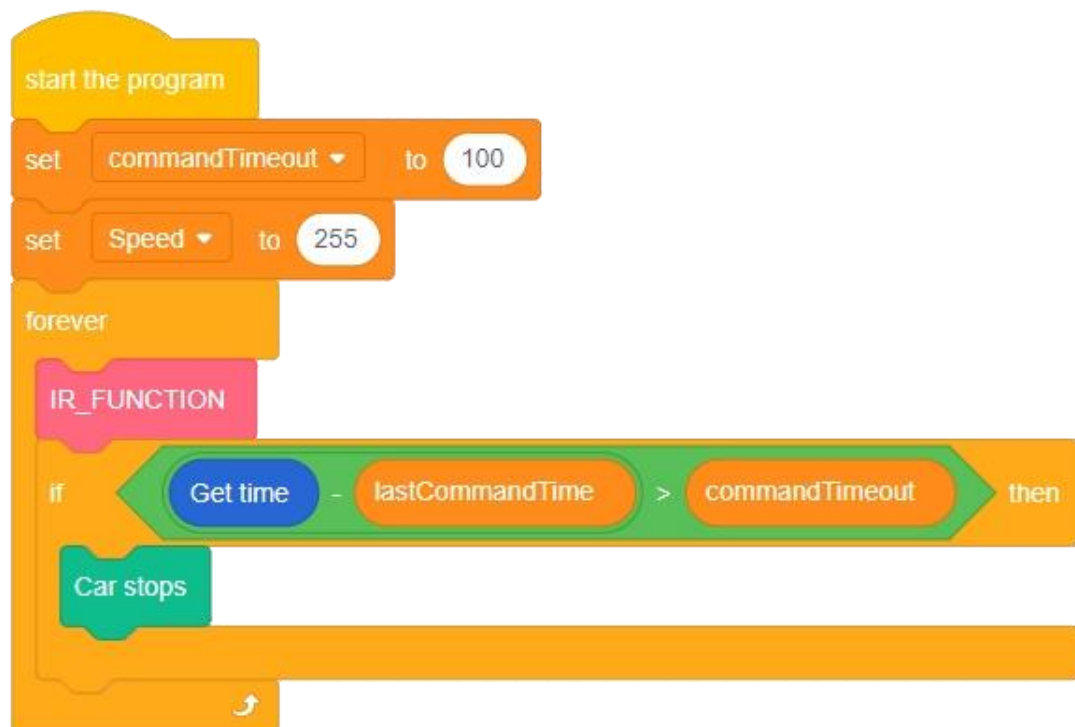 start the program
set commandTimeout to 100
set Speed to 255
forever
IR_FUNCTION
if Get time - lastCommandTime > commandTimeout then
Car stops